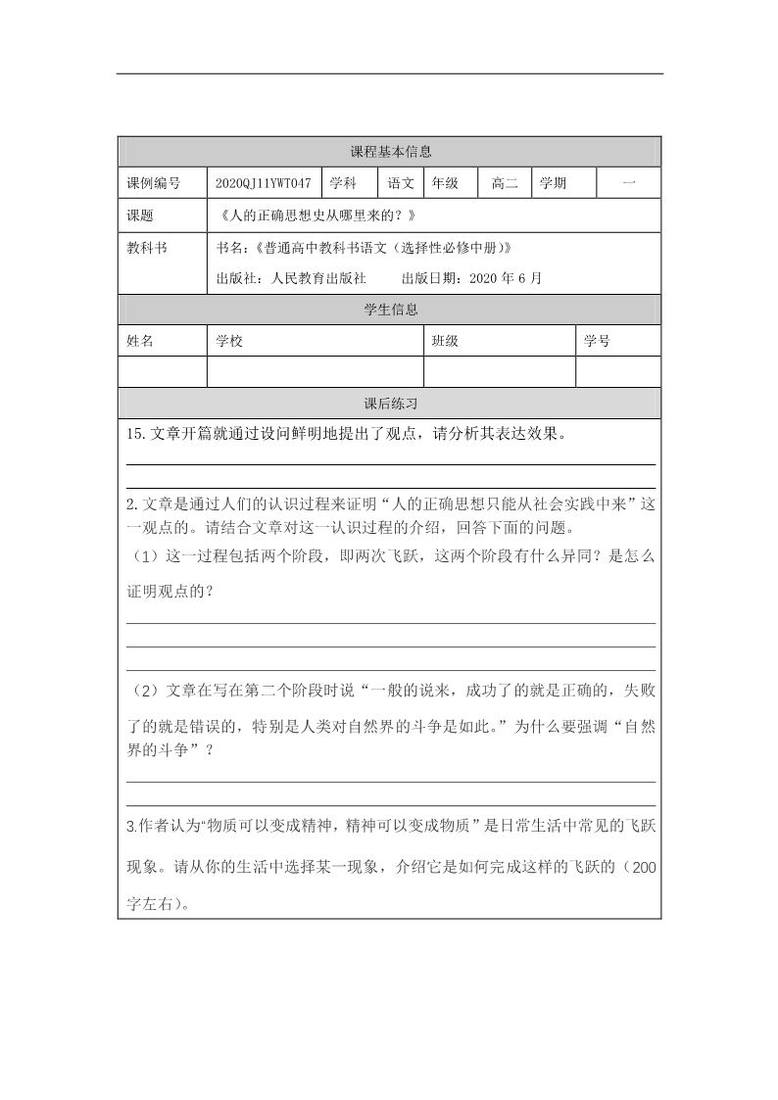 课程基本信息
课例编号 2020QJ11YWT047 学科 语文 年级 高二 学期 一
课题 《人的正确思想史从哪里来的？》
教科书 书名：《普通高中教科书语文（选择性必修中册）》
出版社：人民教育出版社 出版日期：2020 年 6 月
学生信息
姓名 学校 班级 学号
课后练习
15. 文章开篇就通过设问鲜明地提出了观点，请分析其表达效果。
2. 文章是通过人们的认识过程来证明“人的正确思想只能从社会实践中来”这
一观点的。请结合文章对这一认识过程的介绍，回答下面的问题。
（1）这一过程包括两个阶段，即两次飞跃，这两个阶段有什么异同？是怎么
证明观点的？
（2）文章在写在第二个阶段时说“一般的说来，成功了的就是正确的，失败
了的就是错误的，特别是人类对自然界的斗争是如此。”为什么要强调“自然
界的斗争”？
3.作者认为“物质可以变成精神，精神可以变成物质”是日常生活中常见的飞跃
现象。请从你的生活中选择某一现象，介绍它是如何完成这样的飞跃的（200
字左右）。